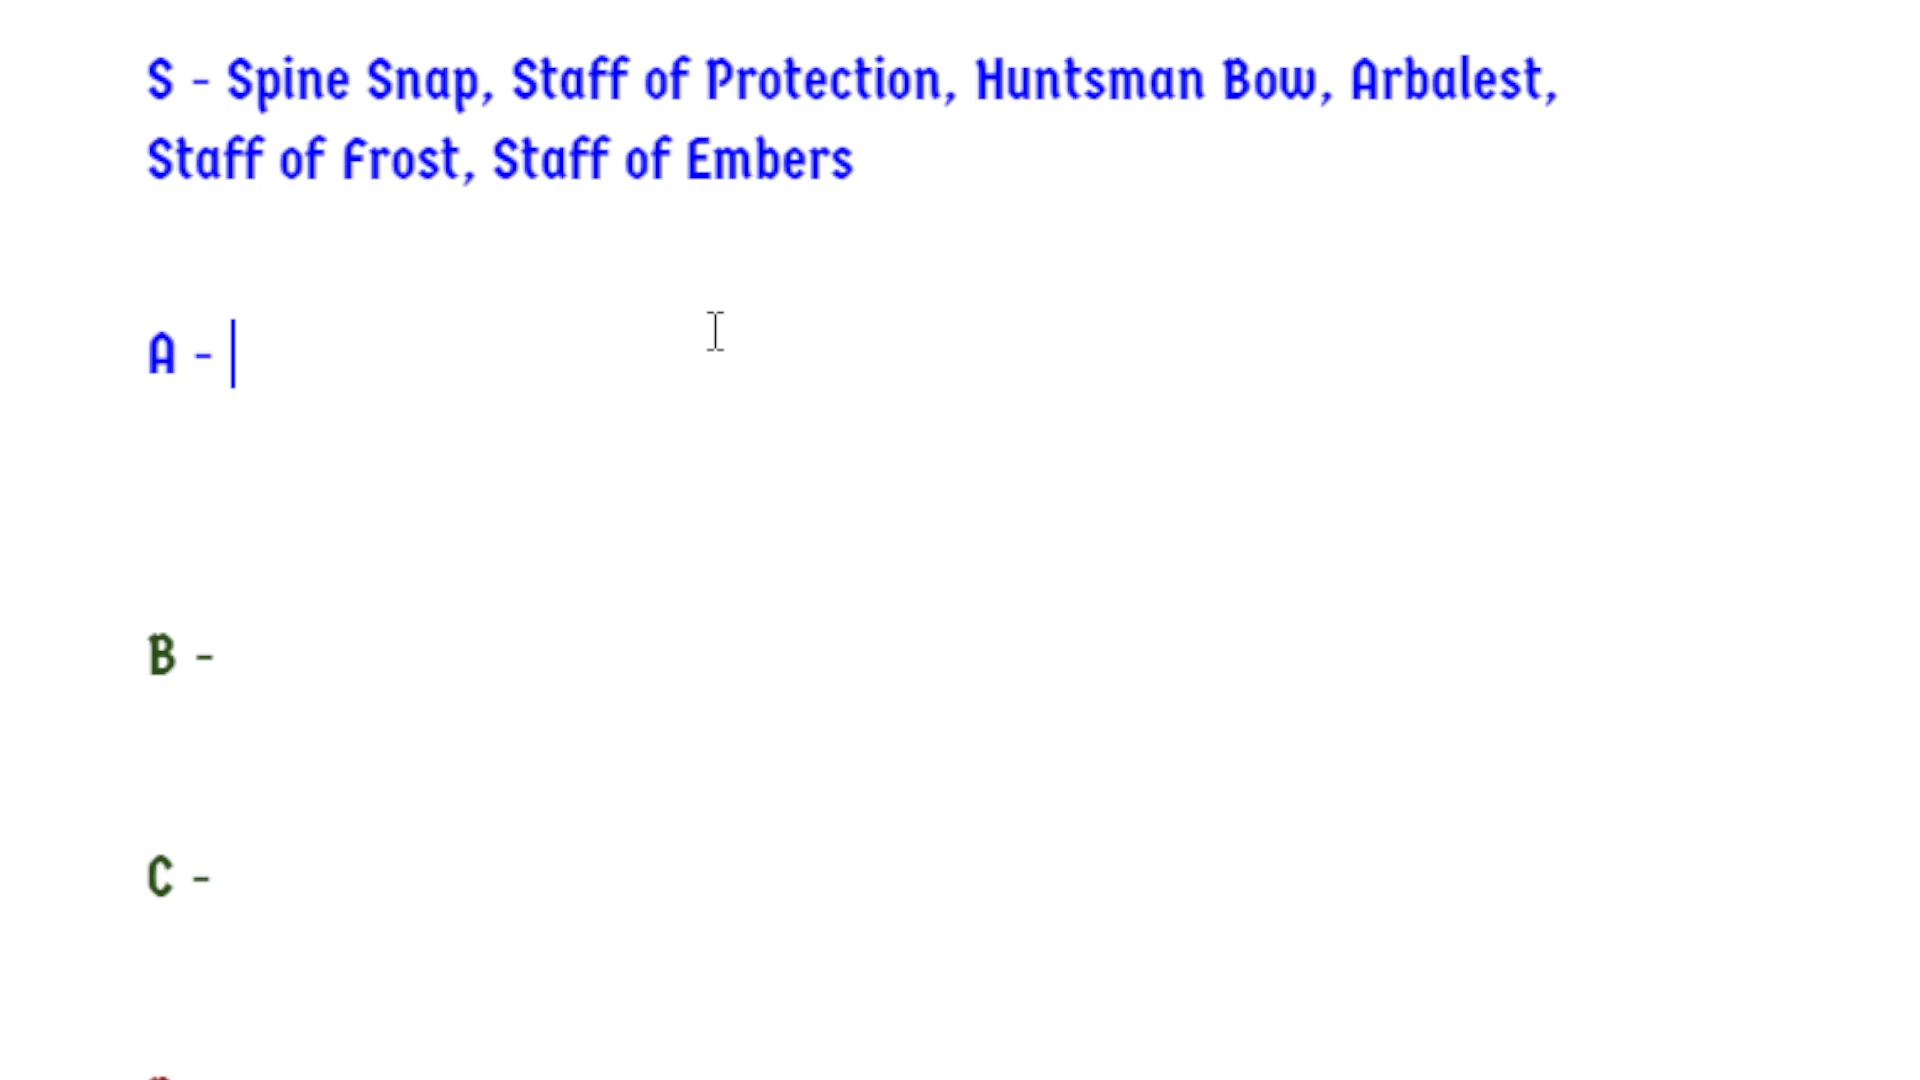 S - Spine Snap, Staff of Protection, Huntsman Bow, Arbalest,
Staff of Frost, Staff of Embers
A -
B -
C -